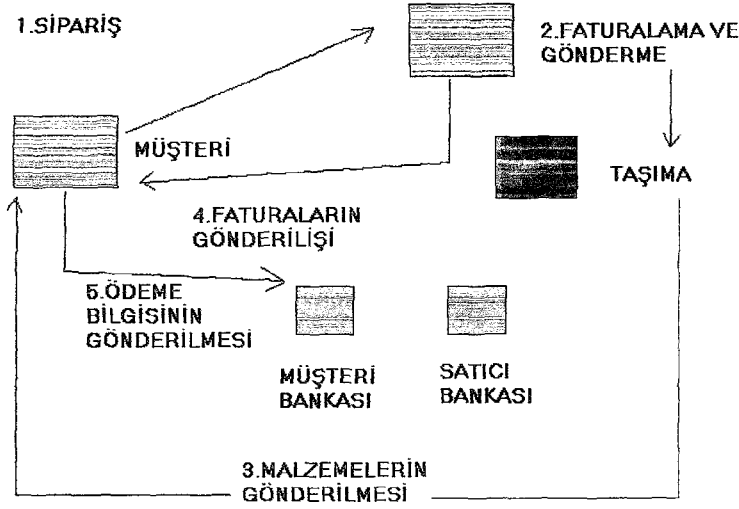 1.SİPARİŞ
2.FATURALAMA VE
GÖNDERME
MÜŞTERİ
TAŞIMA
4.FATURALARIN
GÖNDERİLİŞİ
5.ÖDEME
BİLGİSİNİN
GÖNDERİLMESİ
MÜŞTERİ
BANKASI
SATICI
BANKASI
3.MALZEMELERİN
GÖNDERİLMESİ